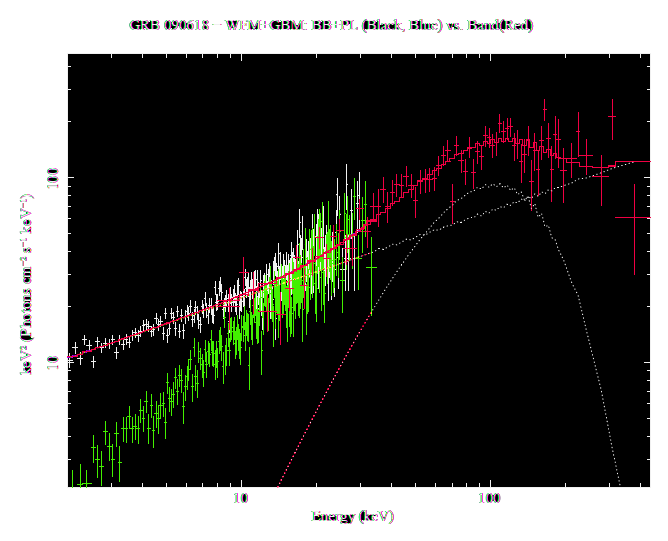 GRB 090618 - WFM+GBM: BB+PL (Black, Blue) vs. Band(Red)
keV² (Photons cm⁻² s⁻¹ keV⁻¹)
100
10
10
100
Energy (keV)